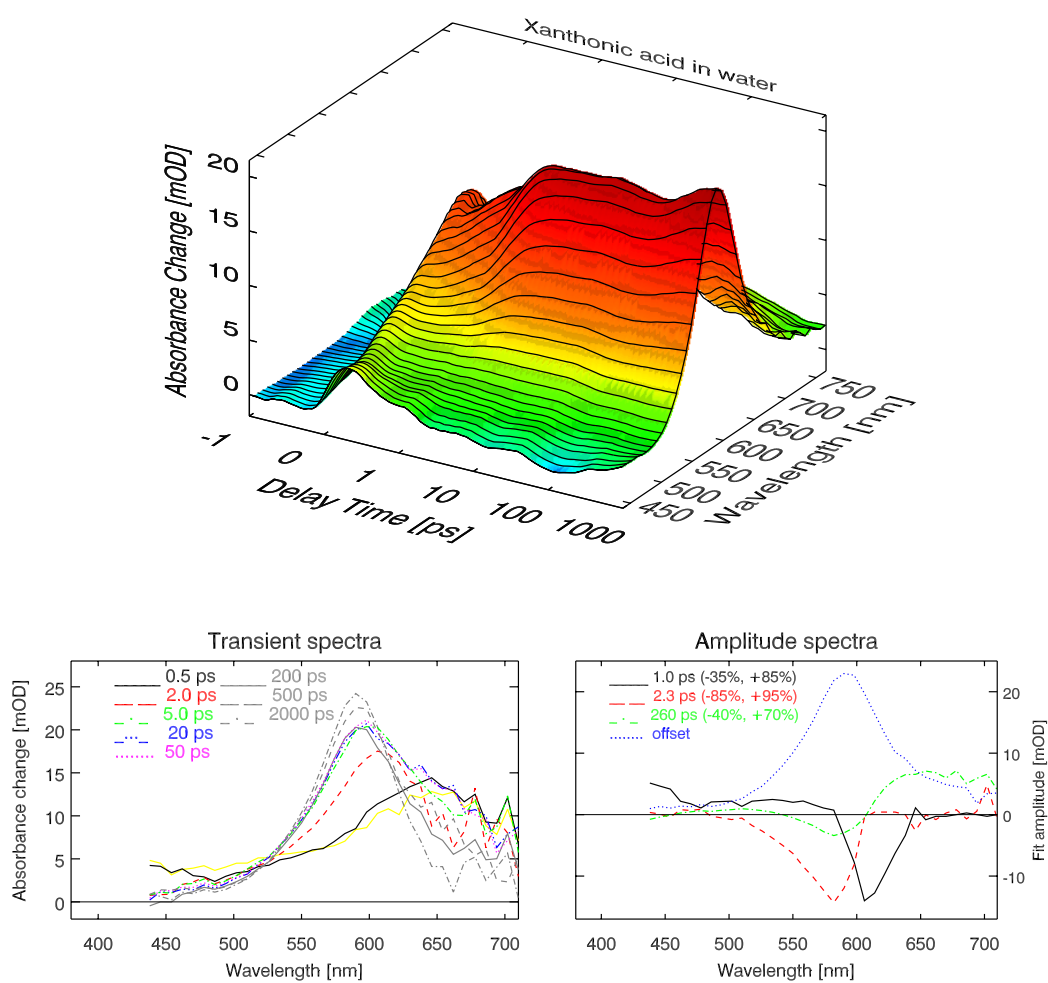 Xanthonic acid in water
Absorbance Change [mOD]
20
15
10
5
0
-1 0 1 10 100 1000
Delay Time [ps]
750
700
650
600
550
500
450
Wavelength [nm]
Transient spectra
Absorbance change [mOD]
25
20
15
10
5
0
0.5 ps 200 ps
2.0 ps 500 ps
5.0 ps 2000 ps
20 ps
50 ps
400 450 500 550 600 650 700
Wavelength [nm]
Amplitude spectra
1.0 ps (-35%, +85%)
2.3 ps (-85%, +95%)
260 ps (-40%, +70%)
offset
20
10
0
-10
Fit amplitude [mOD]
400 450 500 550 600 650 700
Wavelength [nm]